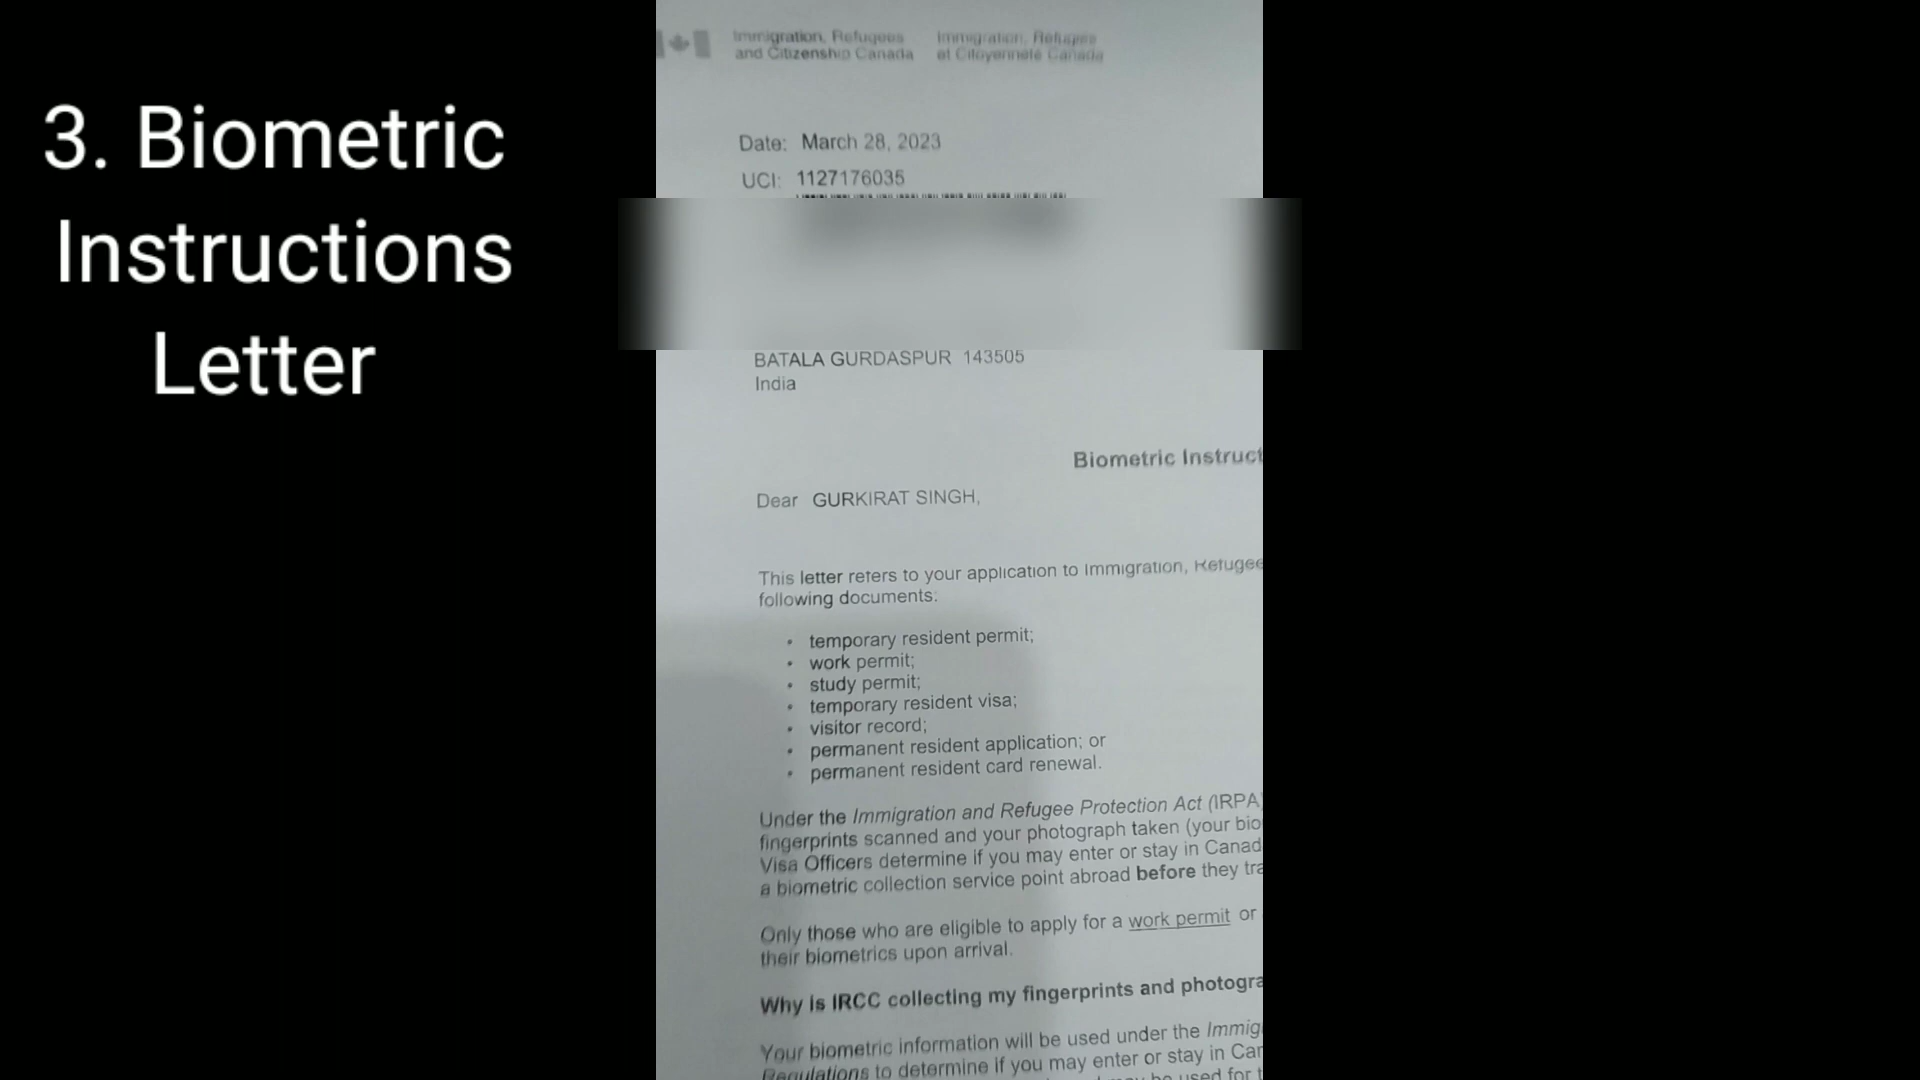 3. Biometric
Instructions
Letter
Immigration, Refugees
and Citizenship Canada
Immigration, Réfugiés
et Citoyenneté Canada
Date: March 28, 2023
UCI: 1127176035
BATALA GURDASPUR 143505
India
Biometric Instruct
Dear GURKIRAT SINGH,
This letter refers to your application to Immigration, Refugee
following documents:
• temporary resident permit;
• work permit;
• study permit;
• temporary resident visa;
• visitor record;
• permanent resident application; or
• permanent resident card renewal.
Under the Immigration and Refugee Protection Act (IRPA)
fingerprints scanned and your photograph taken (your bio
Visa Officers determine if you may enter or stay in Canad
a biometric collection service point abroad before they tra
Only those who are eligible to apply for a work permit or
their biometrics upon arrival.
Why is IRCC collecting my fingerprints and photogra
Your biometric information will be used under the Immig
Regulations to determine if you may enter or stay in Can
be used for t